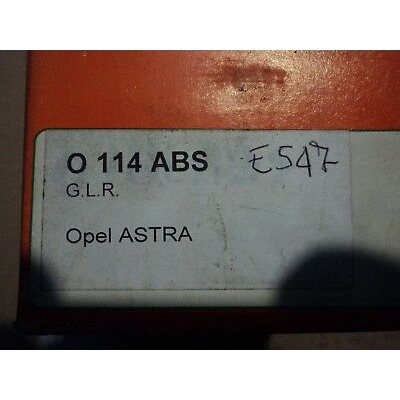 O 114 ABS E547
G.L.R.
Opel ASTRA